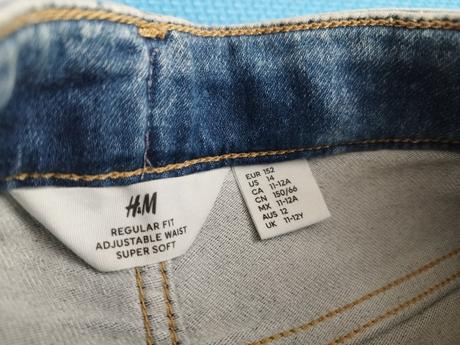 H&M
REGULAR FIT
ADJUSTABLE WAIST
SUPER SOFT
EUR 152
US 14
CA 11-12A
CN 150/66
MX 11-12A
AUS 12
UK 11-12Y